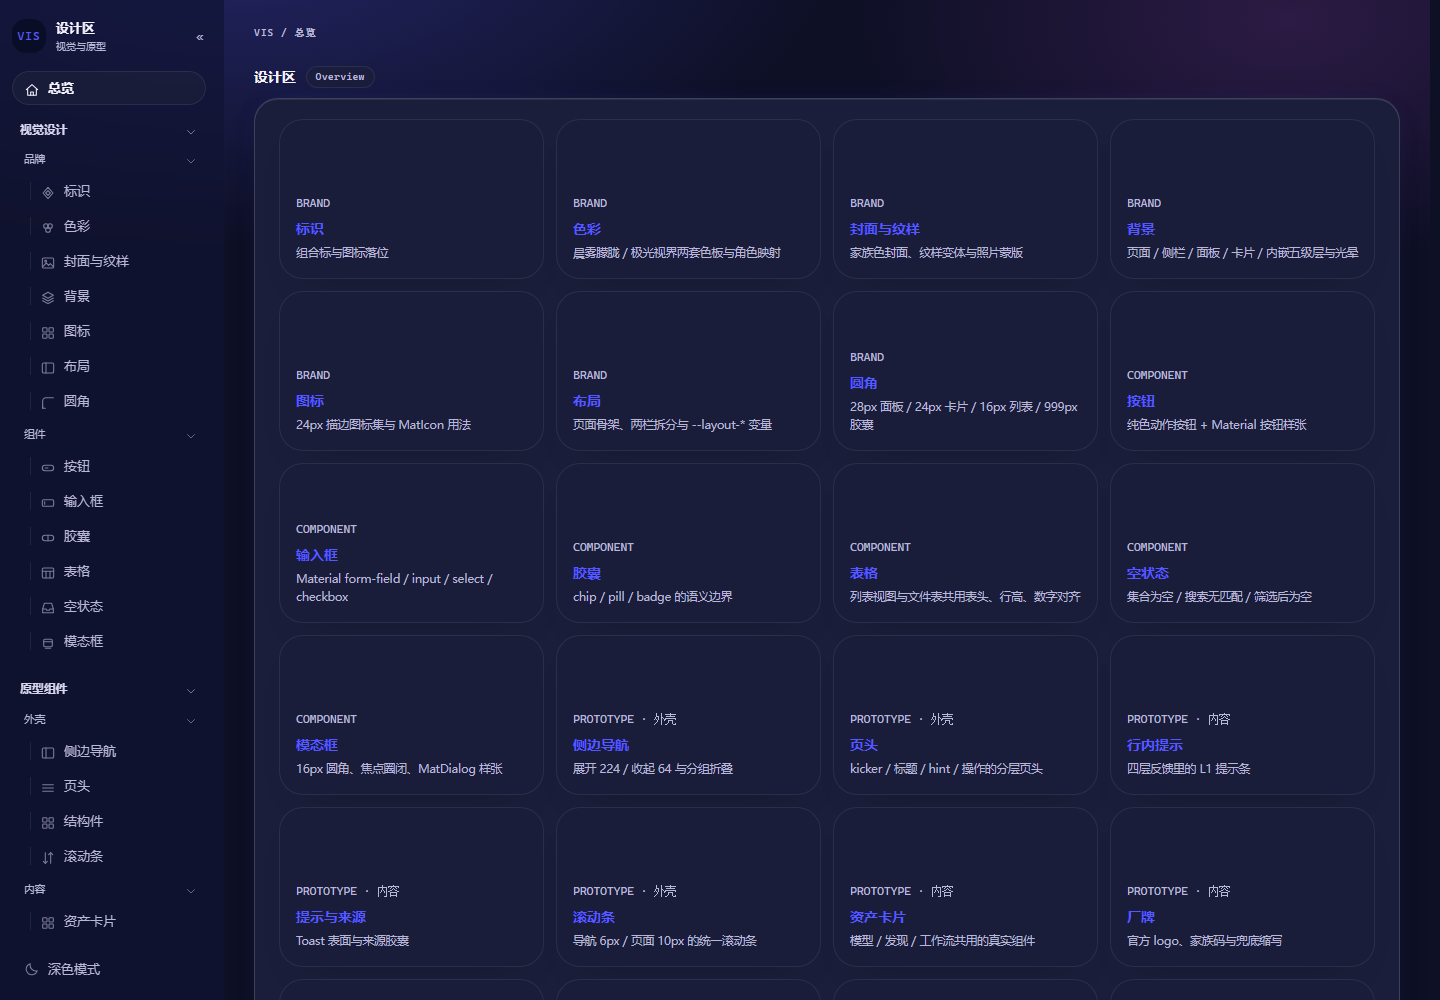 VIS
设计区
视觉与原型
«
总览
视觉设计
品牌
标识
色彩
封面与纹样
背景
图标
布局
圆角
组件
按钮
输入框
胶囊
表格
空状态
模态框
原型组件
外壳
侧边导航
页头
结构件
滚动条
内容
资产卡片
深色模式
VIS / 总览
设计区 Overview
BRAND
标识
组合标与图标落位
BRAND
色彩
晨雾朦胧 / 极光视界两套色板与角色映射
BRAND
封面与纹样
家族色封面、纹样变体与照片蒙版
BRAND
背景
页面 / 侧栏 / 面板 / 卡片 / 内嵌五级层与光晕
BRAND
图标
24px 描边图标集与 MatIcon 用法
BRAND
布局
页面骨架、两栏拆分与 --layout-* 变量
BRAND
圆角
28px 面板 / 24px 卡片 / 16px 列表 / 999px
胶囊
COMPONENT
按钮
纯色动作按钮 + Material 按钮样张
COMPONENT
输入框
Material form-field / input / select /
checkbox
COMPONENT
胶囊
chip / pill / badge 的语义边界
COMPONENT
表格
列表视图与文件表共用表头、行高、数字对齐
COMPONENT
空状态
集合为空 / 搜索无匹配 / 筛选后为空
COMPONENT
模态框
16px 圆角、焦点圈闭、MatDialog 样张
PROTOTYPE · 外壳
侧边导航
展开 224 / 收起 64 与分组折叠
PROTOTYPE · 外壳
页头
kicker / 标题 / hint / 操作的分层页头
PROTOTYPE · 内容
行内提示
四层反馈里的 L1 提示条
PROTOTYPE · 内容
提示与来源
Toast 表面与来源胶囊
PROTOTYPE · 外壳
滚动条
导航 6px / 页面 10px 的统一滚动条
PROTOTYPE · 内容
资产卡片
模型 / 发现 / 工作流共用的真实组件
PROTOTYPE · 内容
厂牌
官方 logo、家族码与兜底缩写